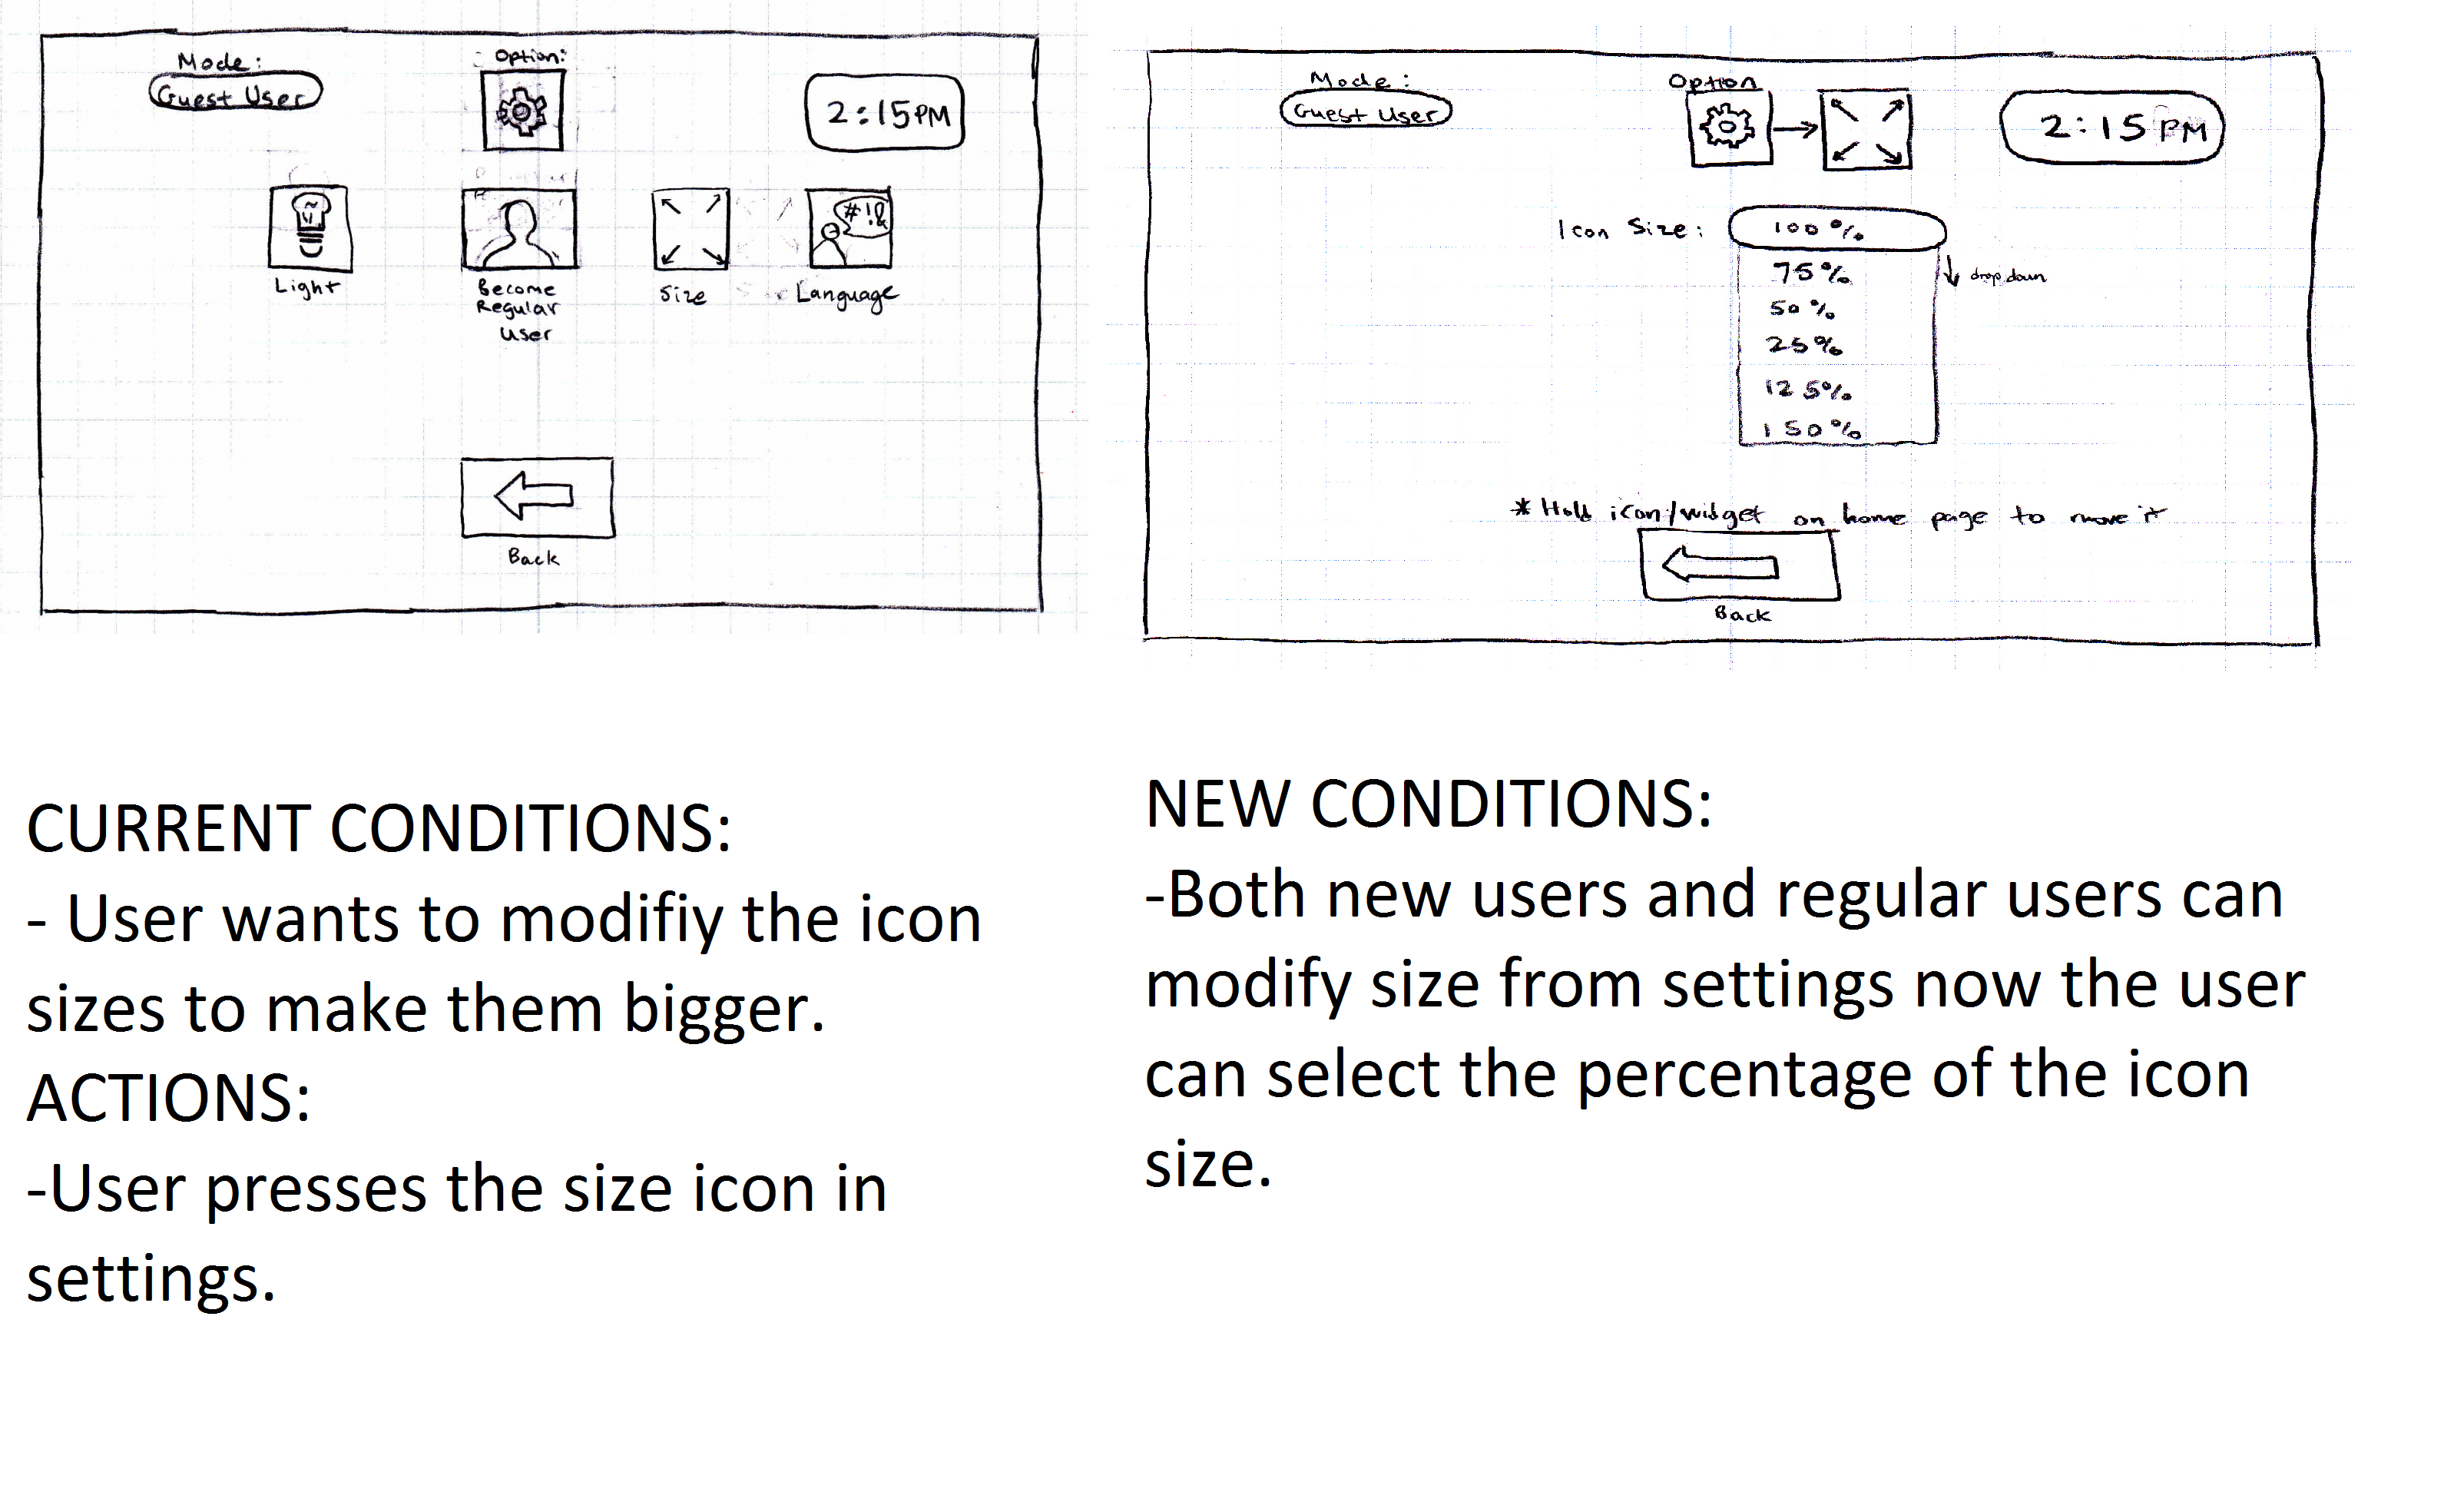 Mode:
Guest User
Option:
2:15PM
Light
Become
Regular
User
Size
#!&
Language
Back
Mode:
Guest User
Option
2:15 PM
Icon Size: 100%
75%
drop down
50%
25%
125%
150%
* Hold icon/widget on home page to move it
Back
CURRENT CONDITIONS:
- User wants to modifiy the icon
sizes to make them bigger.
ACTIONS:
-User presses the size icon in
settings.
NEW CONDITIONS:
-Both new users and regular users can
modify size from settings now the user
can select the percentage of the icon
size.